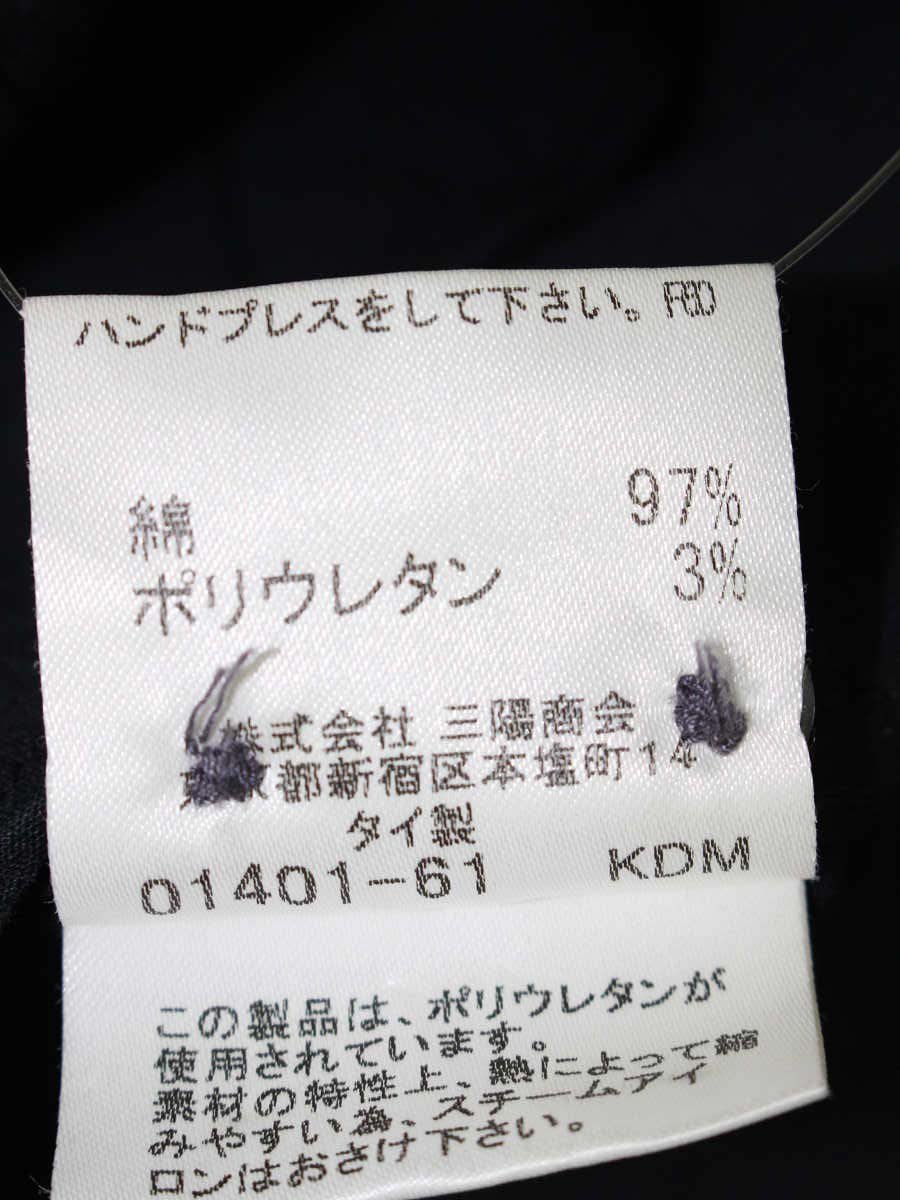 ハンドプレスをして下さい。F8D
綿 97%
ポリウレタン 3%
株式会社 三陽商会
東京都新宿区本塩町14
タイ製
01401-61 KDM
この製品は、ポリウレタンが
使用されています。
素材の特性上、熱によって縮
みやすい為、スチームアイ
ロンはおさけ下さい。